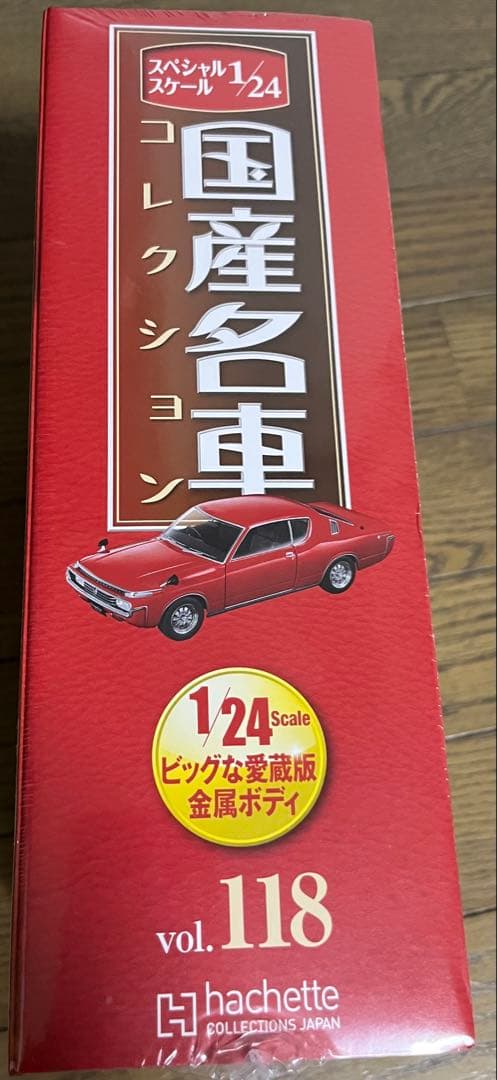 スペシャル
スケール 1/24
国産名車
コレクション
1/24 Scale
ビッグな愛蔵版
金属ボディ
vol.118
hachette
COLLECTIONS JAPAN